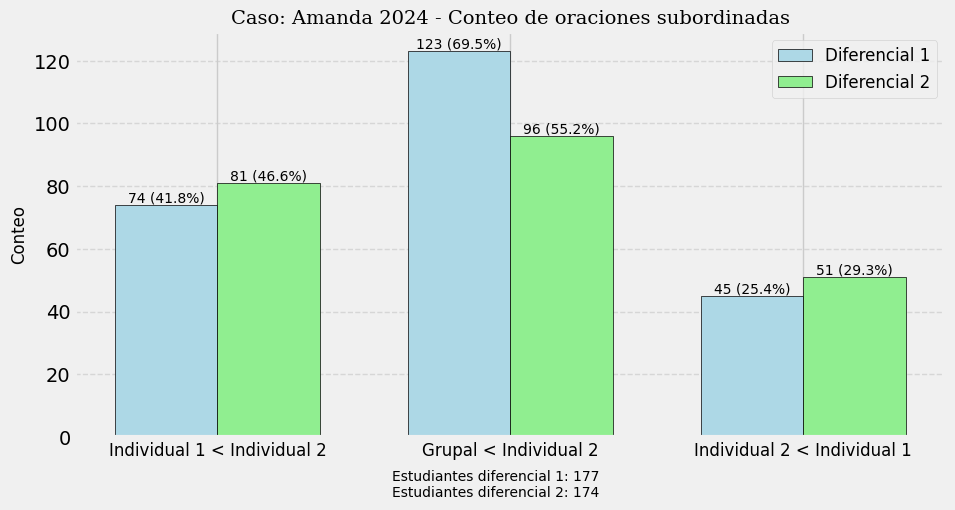 Caso: Amanda 2024 - Conteo de oraciones subordinadas
Diferencial 1
Diferencial 2
Conteo
120
100
80
60
40
20
0
74 (41.8%)
81 (46.6%)
123 (69.5%)
96 (55.2%)
45 (25.4%)
51 (29.3%)
Individual 1 < Individual 2
Grupal < Individual 2
Individual 2 < Individual 1
Estudiantes diferencial 1: 177
Estudiantes diferencial 2: 174